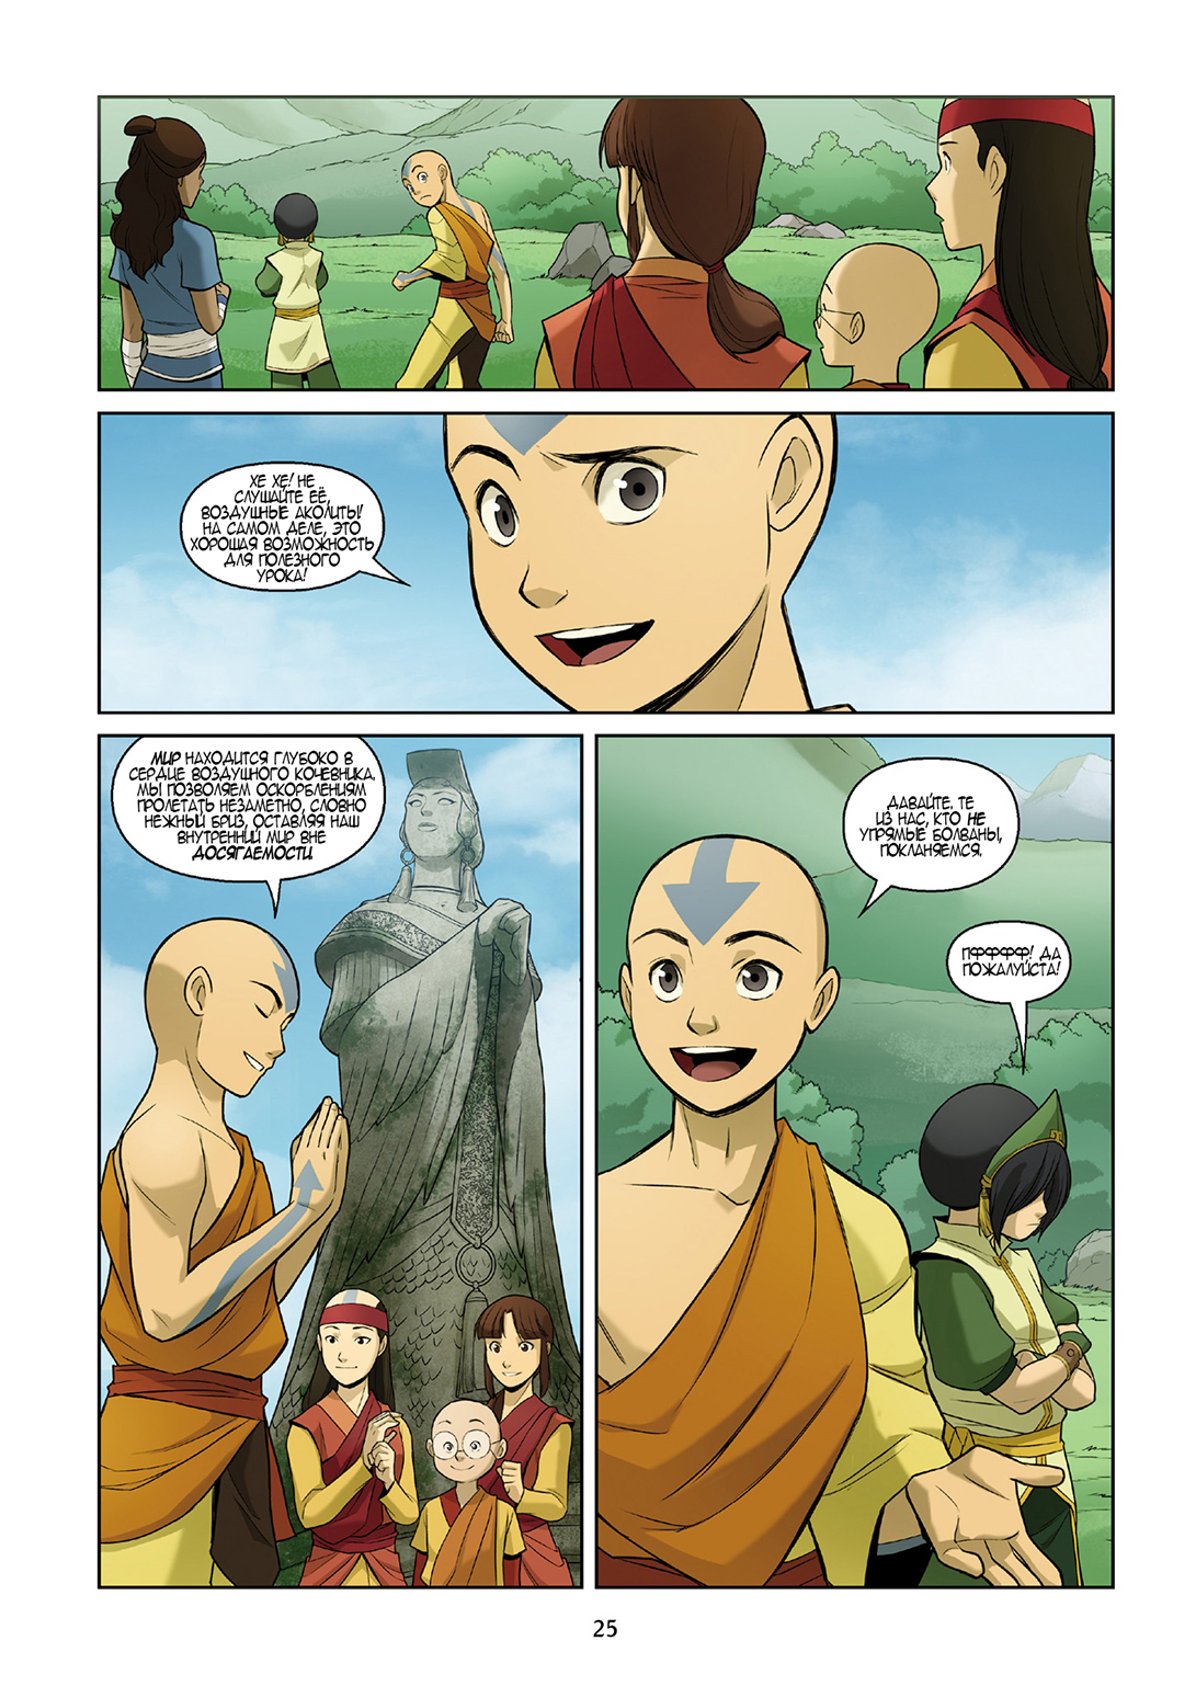 ХЕ ХЕ! НЕ
СЛУШАЙТЕ ЕЁ,
ВОЗДУШНЫЕ АКОЛИТЫ!
НА САМОМ ДЕЛЕ, ЭТО
ХОРОШАЯ ВОЗМОЖНОСТЬ
ДЛЯ ПОЛЕЗНОГО
УРОКА!
МИР НАХОДИТСЯ ГЛУБОКО В
СЕРДЦЕ ВОЗДУШНОГО КОЧЕВНИКА.
МЫ ПОЗВОЛЯЕМ ОСКОРБЛЕНИЯМ
ПРОЛЕТАТЬ НЕЗАМЕТНО, СЛОВНО
НЕЖНЫЙ БРИЗ, ОСТАВЛЯЯ НАШ
ВНУТРЕННИЙ МИР ВНЕ
ДОСЯГАЕМОСТИ.
ДАВАЙТЕ. ТЕ
ИЗ НАС, КТО НЕ
УПРЯМЫЕ БОЛВАНЫ,
ПОКЛАНЯЕМСЯ.
ПФФФФФ! ДА
ПОЖАЛУЙСТА!
25